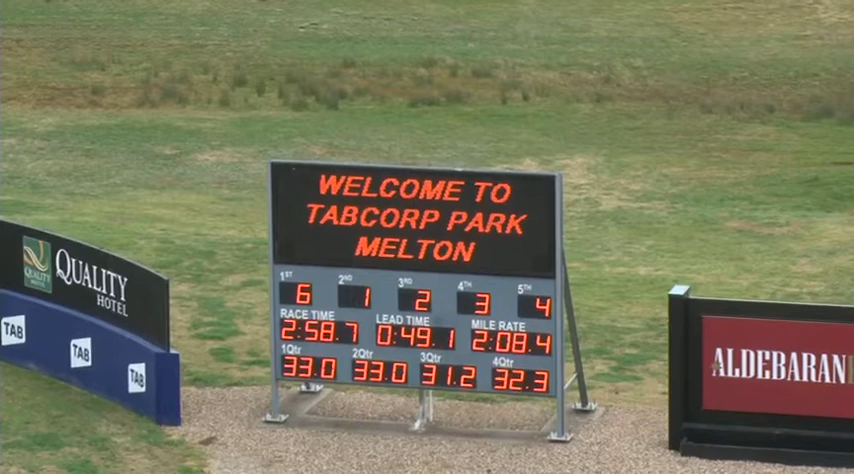 WELCOME TO
TABCORP PARK
MELTON
1ST 2ND 3RD 4TH 5TH
6 1 2 3 4
RACE TIME LEAD TIME MILE RATE
2:58.7 0:49.1 2:08.4
1Qtr 2Qtr 3Qtr 4Qtr
33.0 33.0 31.2 32.3
QUALITY
HOTEL
QUALITY
HOTEL
TAB
TAB
TAB
ALDEBARAN